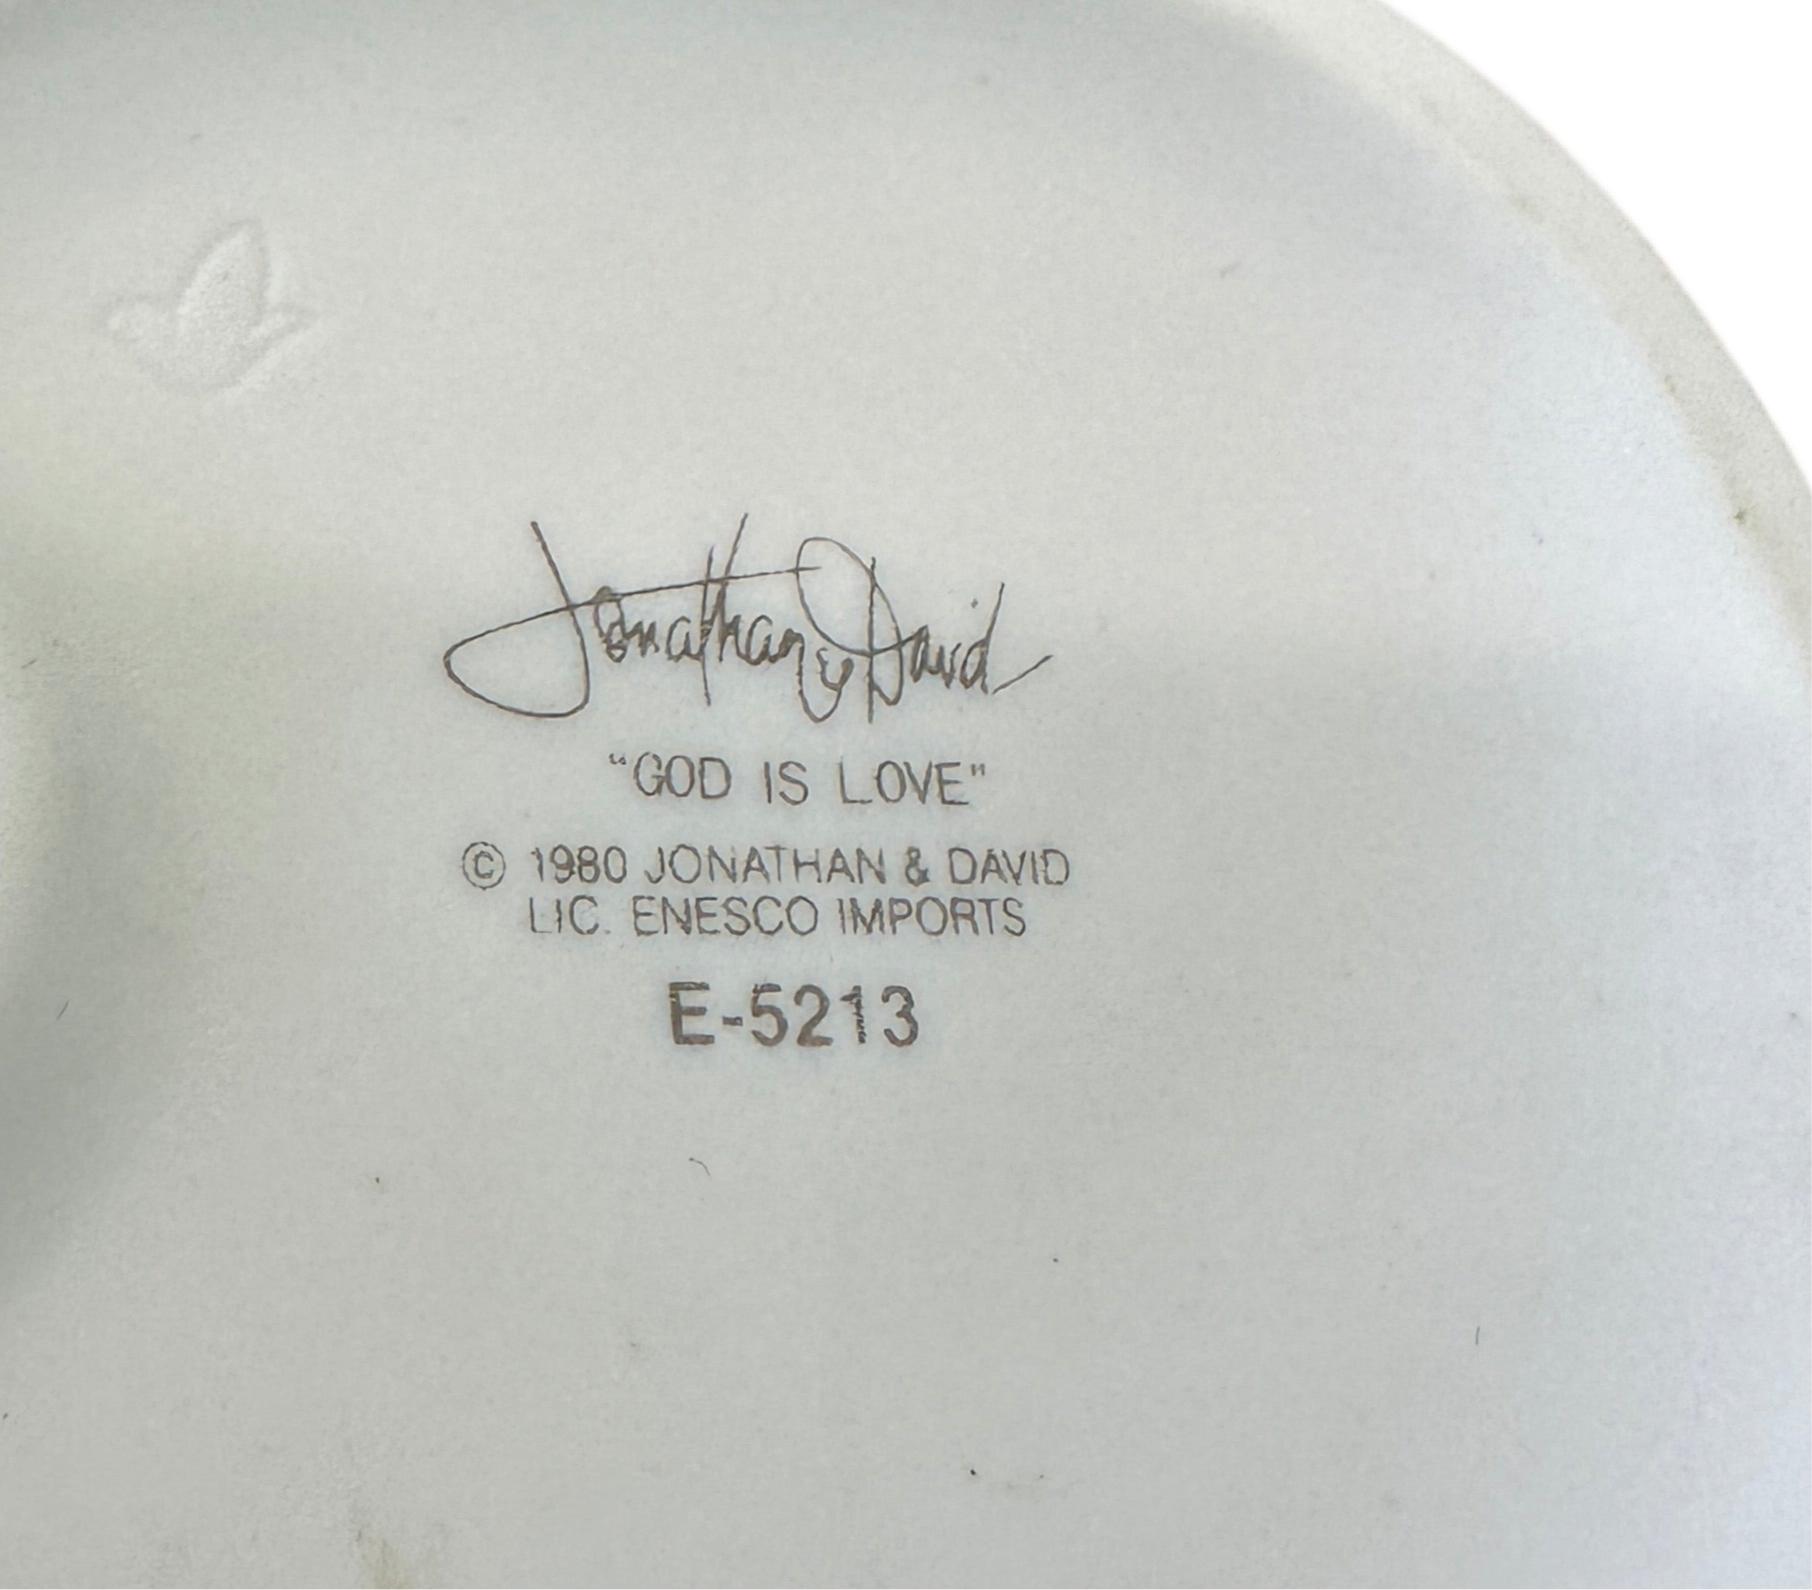 Jonathan & David
"GOD IS LOVE"
© 1980 JONATHAN & DAVID
LIC. ENESCO IMPORTS
E-5213